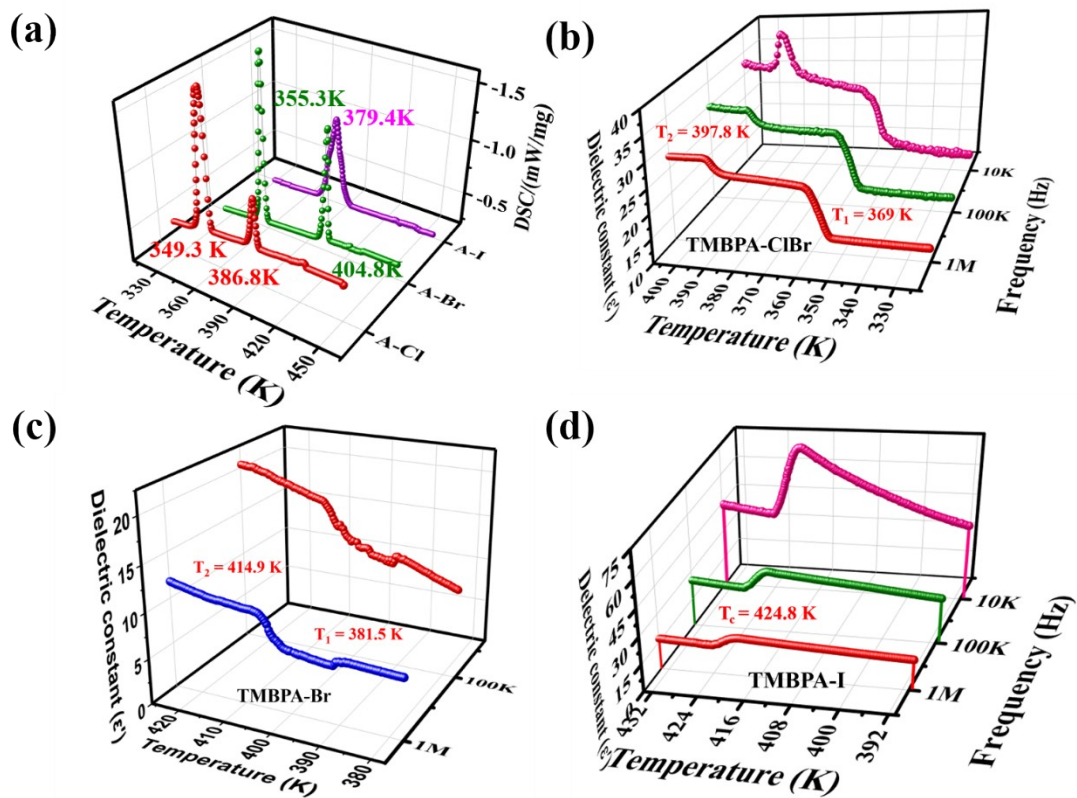 (a)
355.3K
379.4K
349.3 K
386.8K
404.8K
-1.5
-1.0
-0.5
DSC/(mW/mg)
A-I
A-Br
A-Cl
330
360
390
420
450
Temperature (K)
(b)
40
35
30
25
20
15
10
Dielectric constant (ε')
T2 = 397.8 K
T1 = 369 K
TMBPA-ClBr
400
390
380
370
360
350
340
330
Temperature (K)
10K
100K
1M
Frequency (Hz)
(c)
20
15
10
5
0
Dielectric constant (ε')
T2 = 414.9 K
T1 = 381.5 K
TMBPA-Br
420
410
400
390
380
Temperature (K)
100K
1M
(d)
75
60
45
30
15
Delectric constant (ε')
Tc = 424.8 K
TMBPA-I
432
424
416
408
400
392
Temperature (K)
10K
100K
1M
Frequency (Hz)